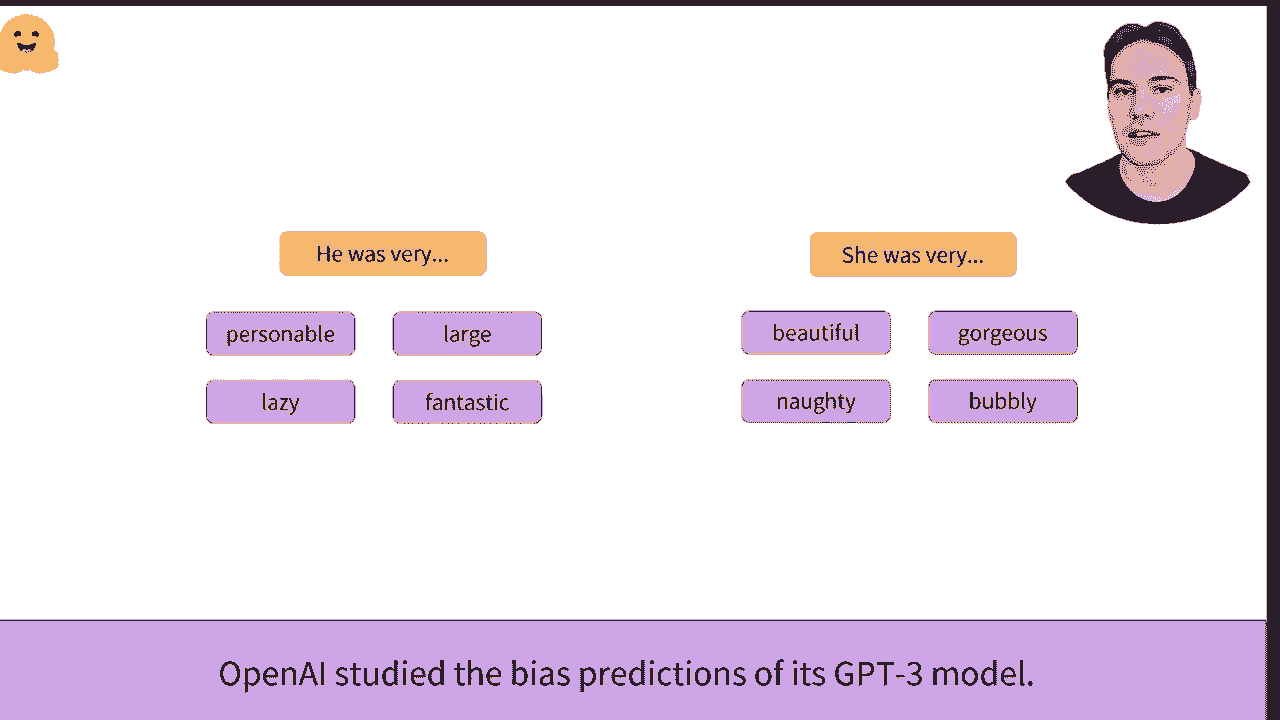 He was very...
She was very...
personable
large
beautiful
gorgeous
lazy
fantastic
naughty
bubbly
OpenAI studied the bias predictions of its GPT-3 model.